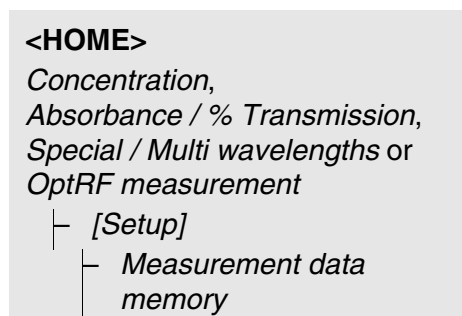 <HOME>
Concentration,
Absorbance / % Transmission,
Special / Multi wavelengths or
OptRF measurement
– [Setup]
– Measurement data
memory